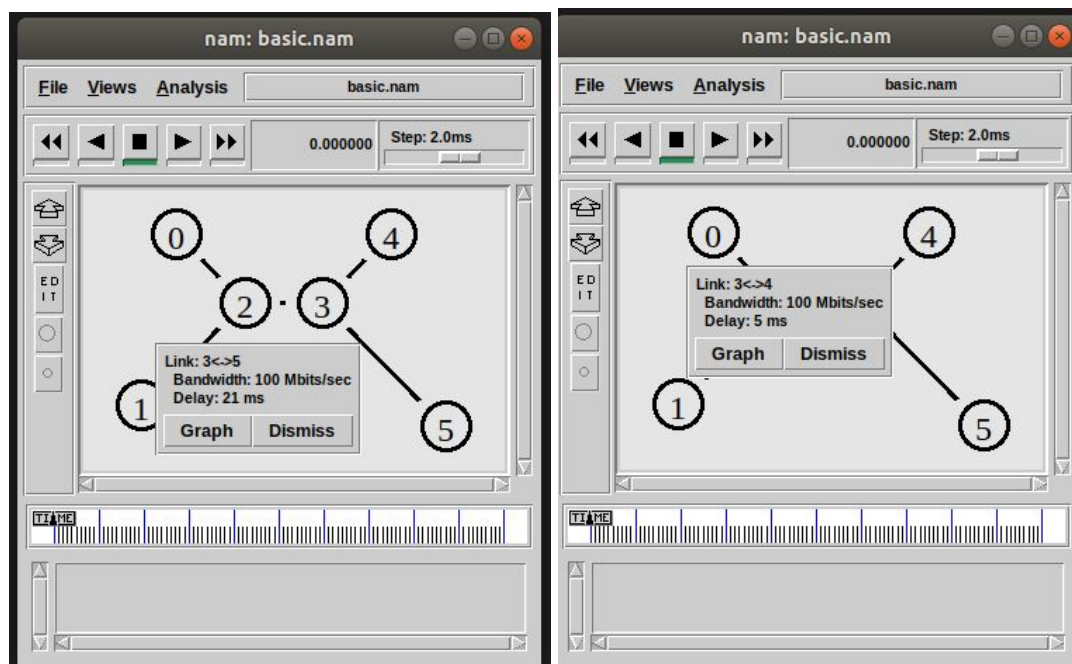 nam: basic.nam
File Views Analysis basic.nam
0.000000 Step: 2.0ms
ED
IT
0 4
2 3
Link: 3<->5
Bandwidth: 100 Mbits/sec
Delay: 21 ms
Graph Dismiss
1
5
TIME
nam: basic.nam
File Views Analysis basic.nam
0.000000 Step: 2.0ms
ED
IT
0 4
Link: 3<->4
Bandwidth: 100 Mbits/sec
Delay: 5 ms
Graph Dismiss
1
5
TIME